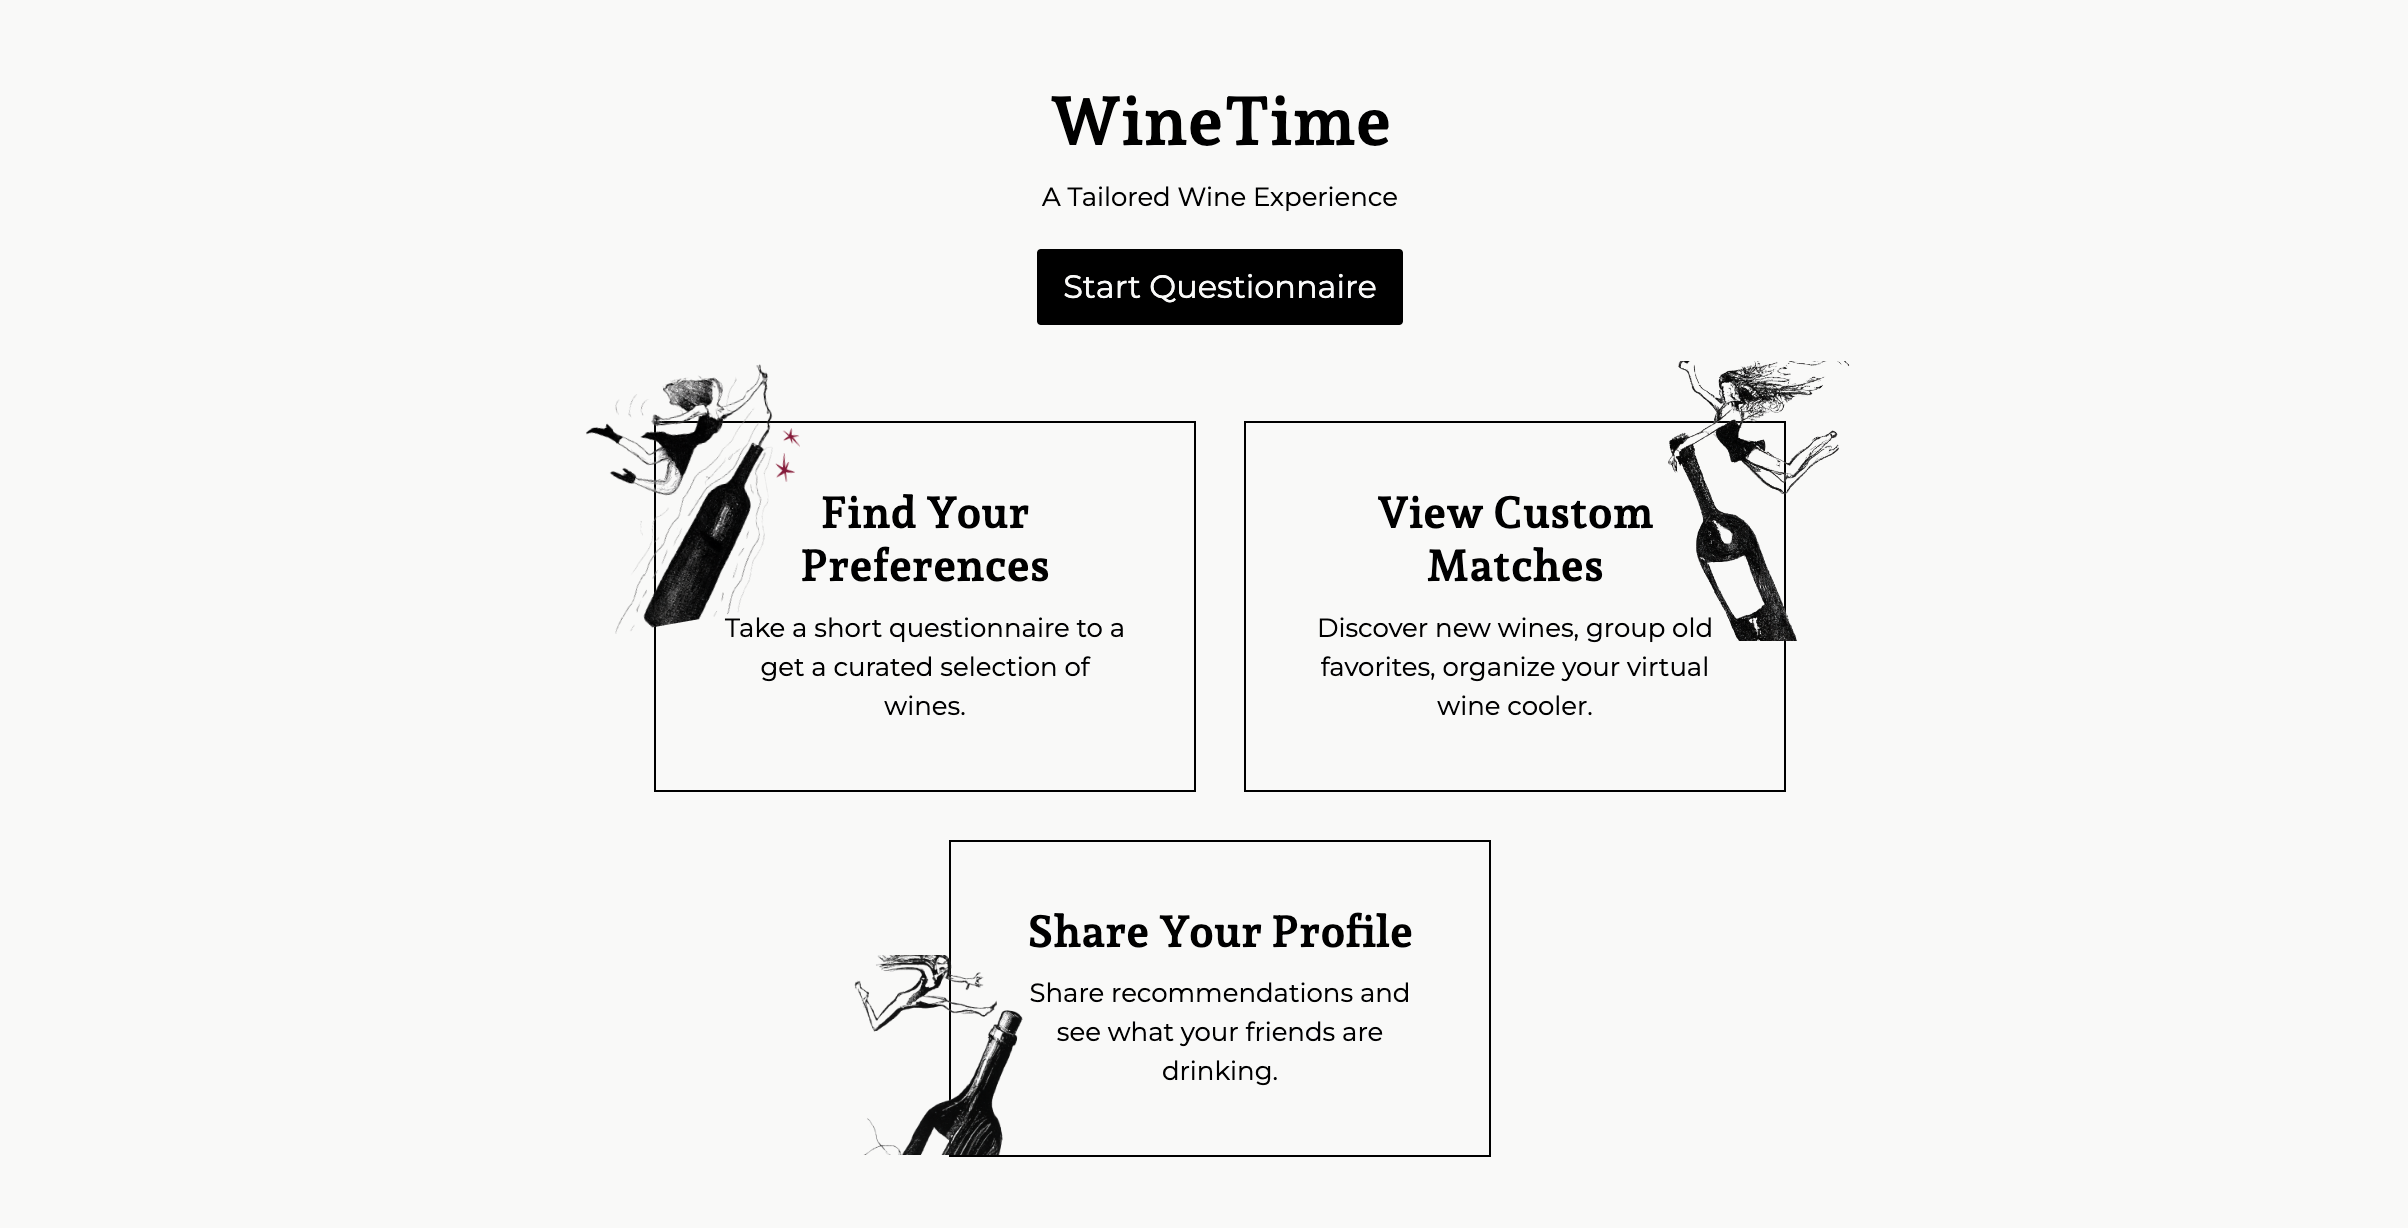 WineTime
A Tailored Wine Experience
Start Questionnaire
Find Your
Preferences
Take a short questionnaire to a
get a curated selection of
wines.
View Custom
Matches
Discover new wines, group old
favorites, organize your virtual
wine cooler.
Share Your Profile
Share recommendations and
see what your friends are
drinking.